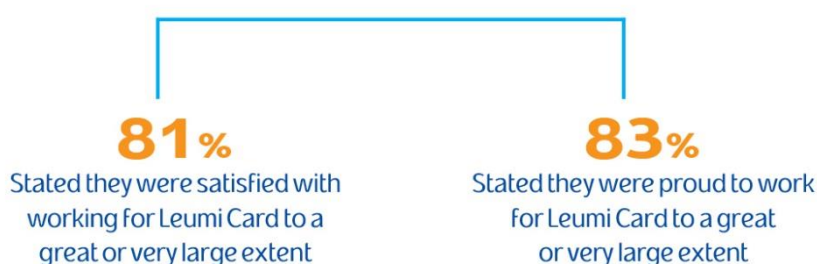 81%
Stated they were satisfied with
working for Leumi Card to a
great or very large extent
83%
Stated they were proud to work
for Leumi Card to a great
or very large extent